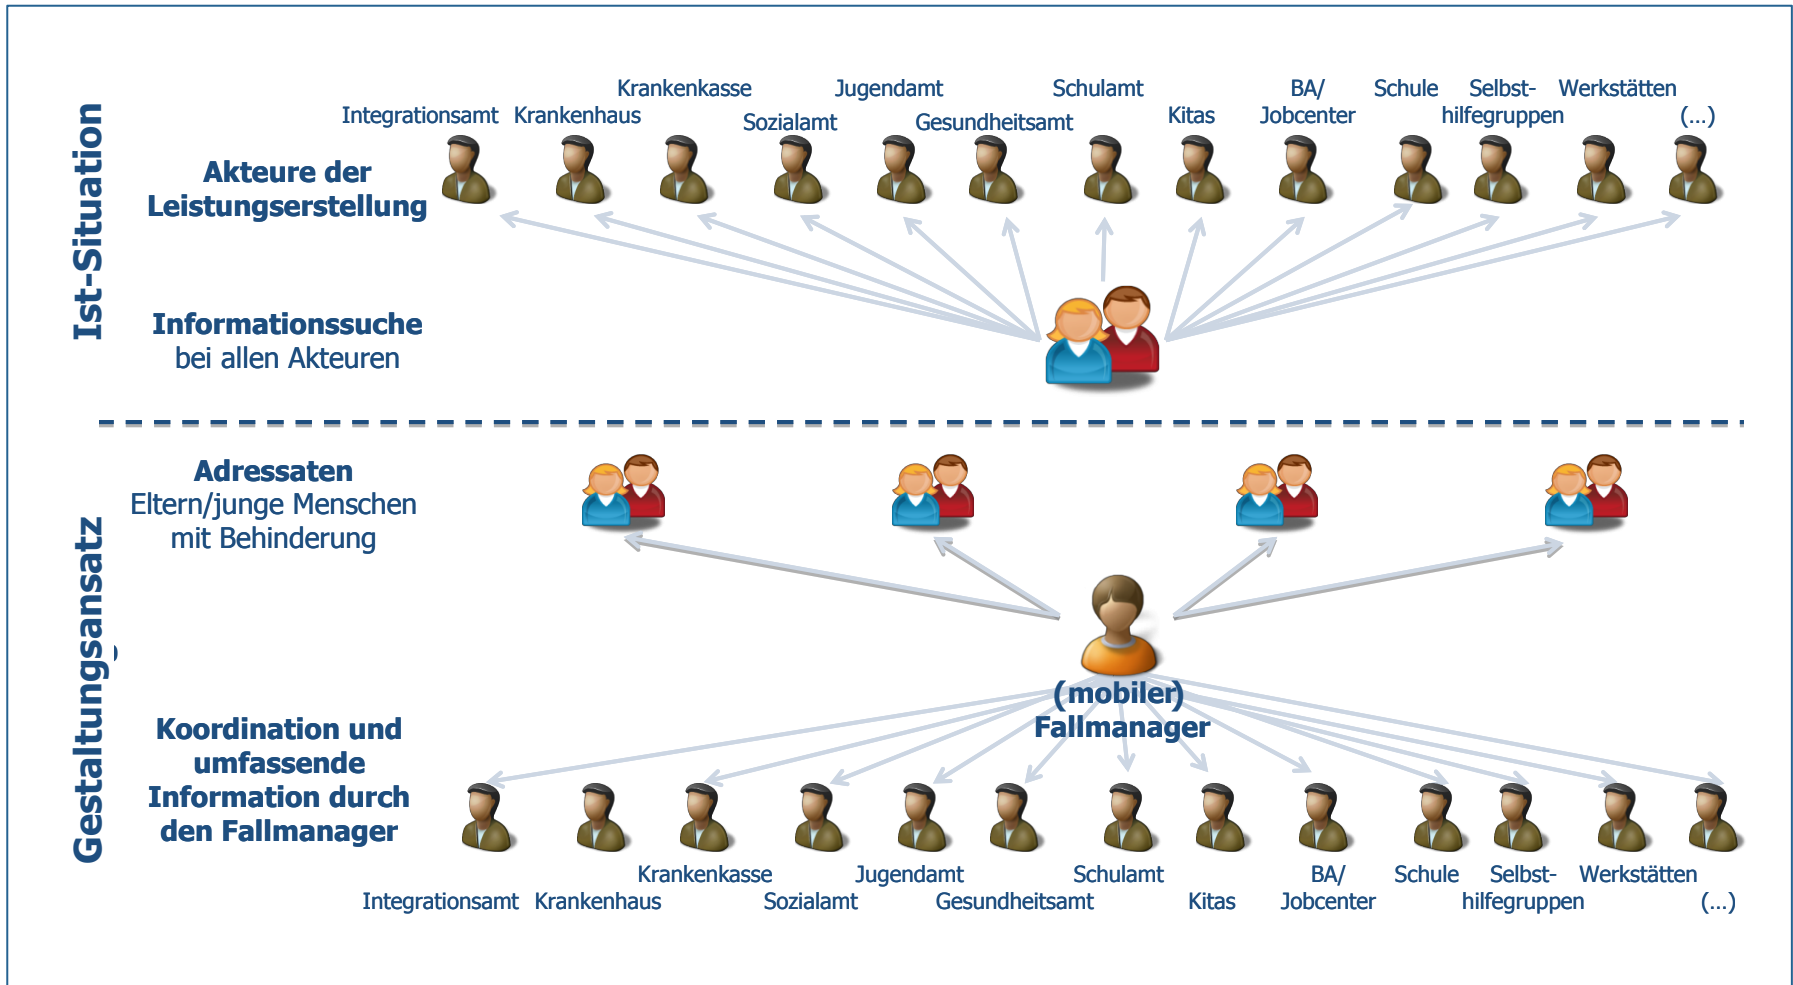 Ist-Situation
Krankenkasse
Jugendamt
Schulamt
BA/
Schule
Selbst-
Werkstätten
Integrationsamt
Krankenhaus
Sozialamt
Gesundheitsamt
Kitas
Jobcenter
hilfegruppen
(...)
Akteure der
Leistungserstellung
Informationssuche
bei allen Akteuren
Gestaltungsansatz
Adressaten
Eltern/junge Menschen
mit Behinderung
(mobiler)
Fallmanager
Koordination und
umfassende
Information durch
den Fallmanager
Krankenkasse
Jugendamt
Schulamt
BA/
Schule
Selbst-
Werkstätten
Integrationsamt
Krankenhaus
Sozialamt
Gesundheitsamt
Kitas
Jobcenter
hilfegruppen
(...)